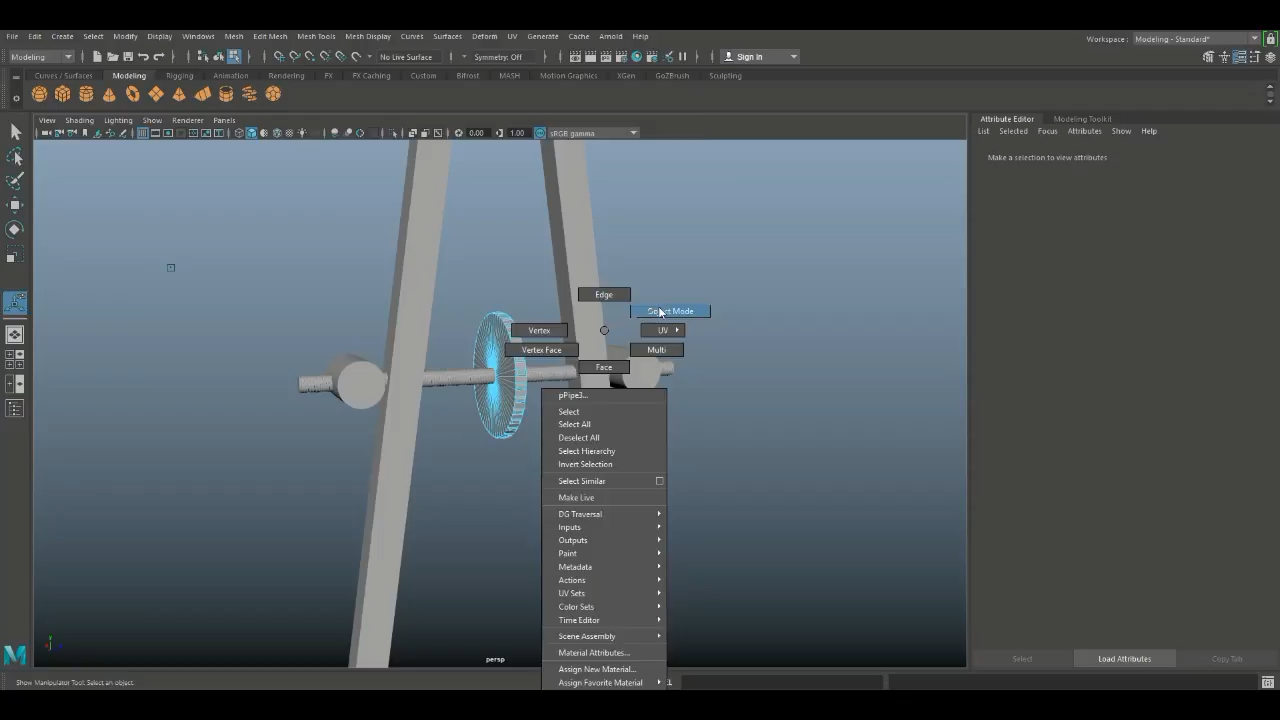 File Edit Create Select Modify Display Windows Mesh Edit Mesh Mesh Tools Mesh Display Curves Surfaces Deform UV Generate Cache Arnold Help
Workspace: Modeling - Standard*
Modeling No Live Surface Symmetry: Off Sign In
Curves / Surfaces Modeling Rigging Animation Rendering FX FX Caching Custom Bifrost MASH Motion Graphics XGen GoZBrush Sculpting
View Shading Lighting Show Renderer Panels
0.00 1.00 sRGB gamma
Attribute Editor Modeling Toolkit
List Selected Focus Attributes Show Help
Make a selection to view attributes
Edge
Object Mode
Vertex UV
Vertex Face Multi
Face
pPipe3...
Select
Select All
Deselect All
Select Hierarchy
Invert Selection
Select Similar
Make Live
DG Traversal
Inputs
Outputs
Paint
Metadata
Actions
UV Sets
Color Sets
Time Editor
Scene Assembly
Material Attributes...
Assign New Material...
Assign Favorite Material
persp
Select Load Attributes Copy Tab
Show Manipulator Tool: Select an object.